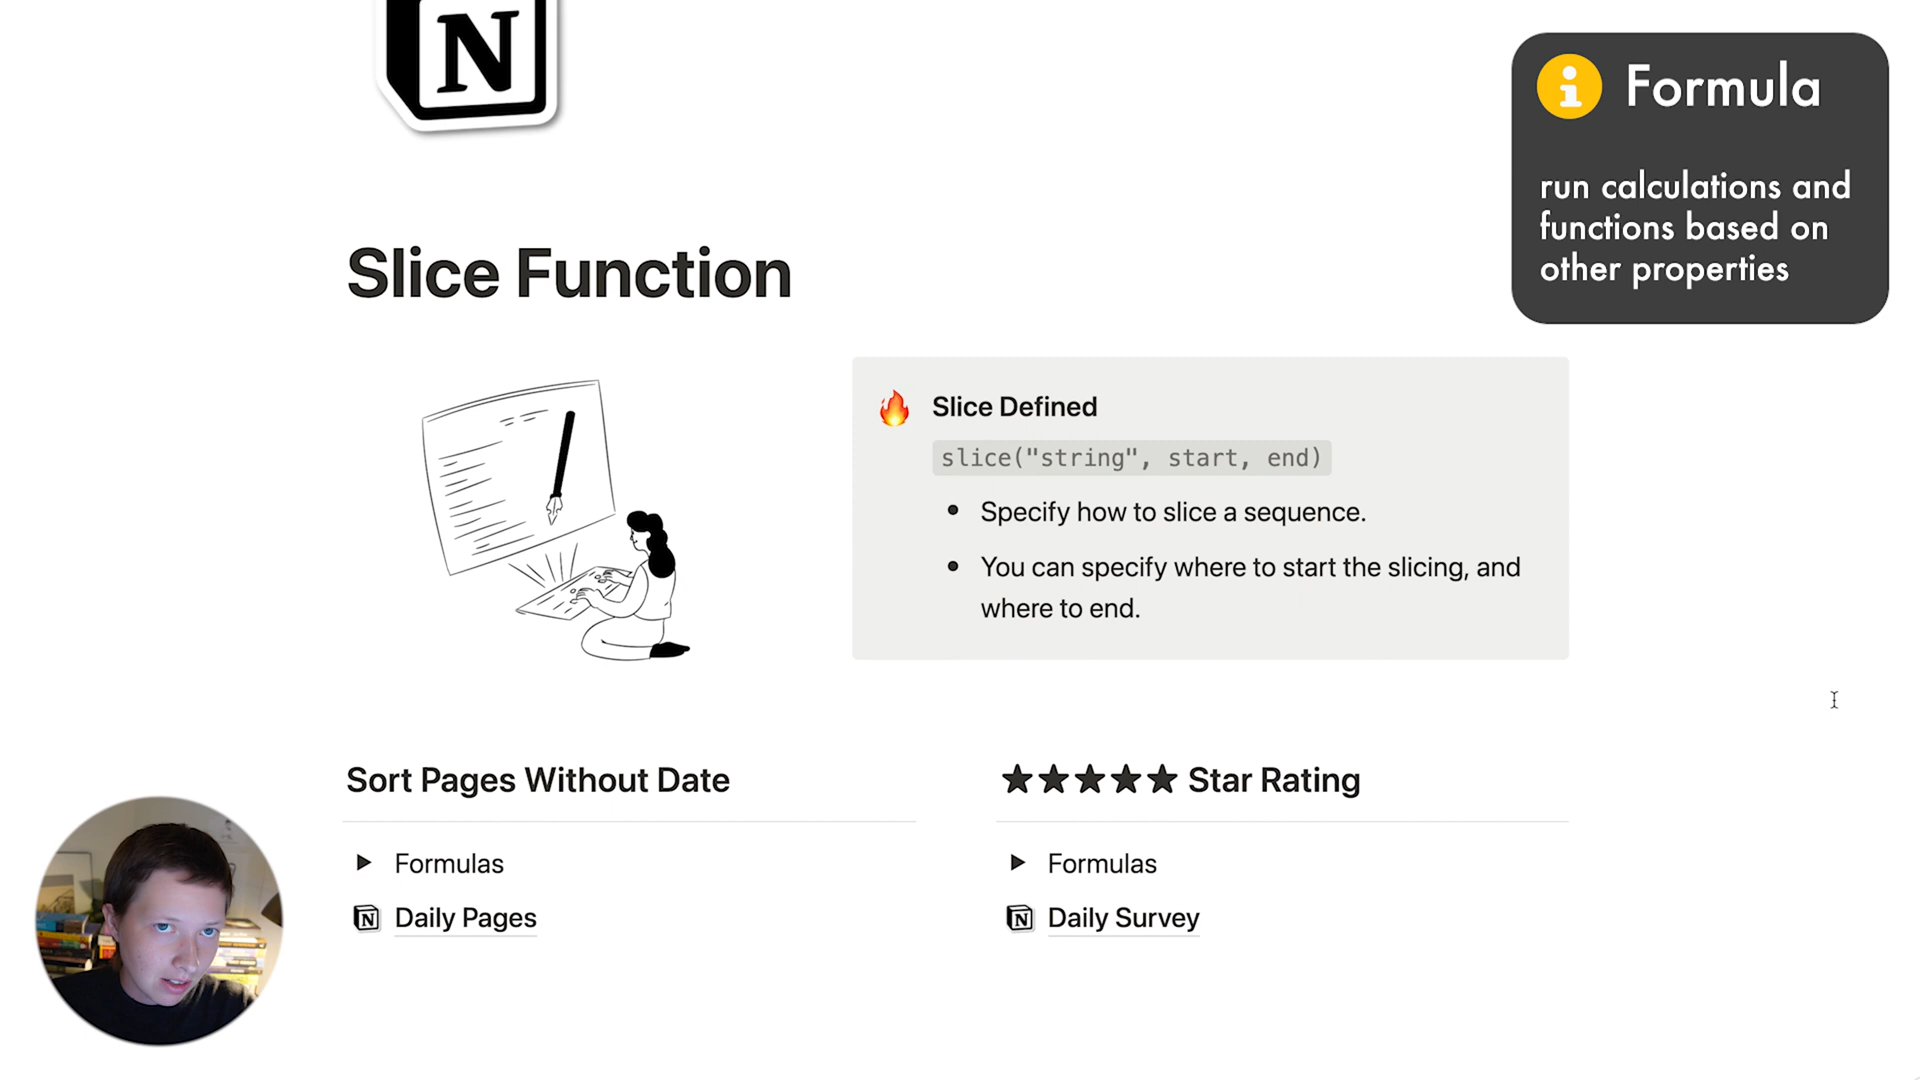 N
Formula
run calculations and
functions based on
other properties
Slice Function
Slice Defined
slice("string", start, end)
• Specify how to slice a sequence.
• You can specify where to start the slicing, and
where to end.
Sort Pages Without Date
▶ Formulas
N Daily Pages
★★★★★ Star Rating
▶ Formulas
N Daily Survey